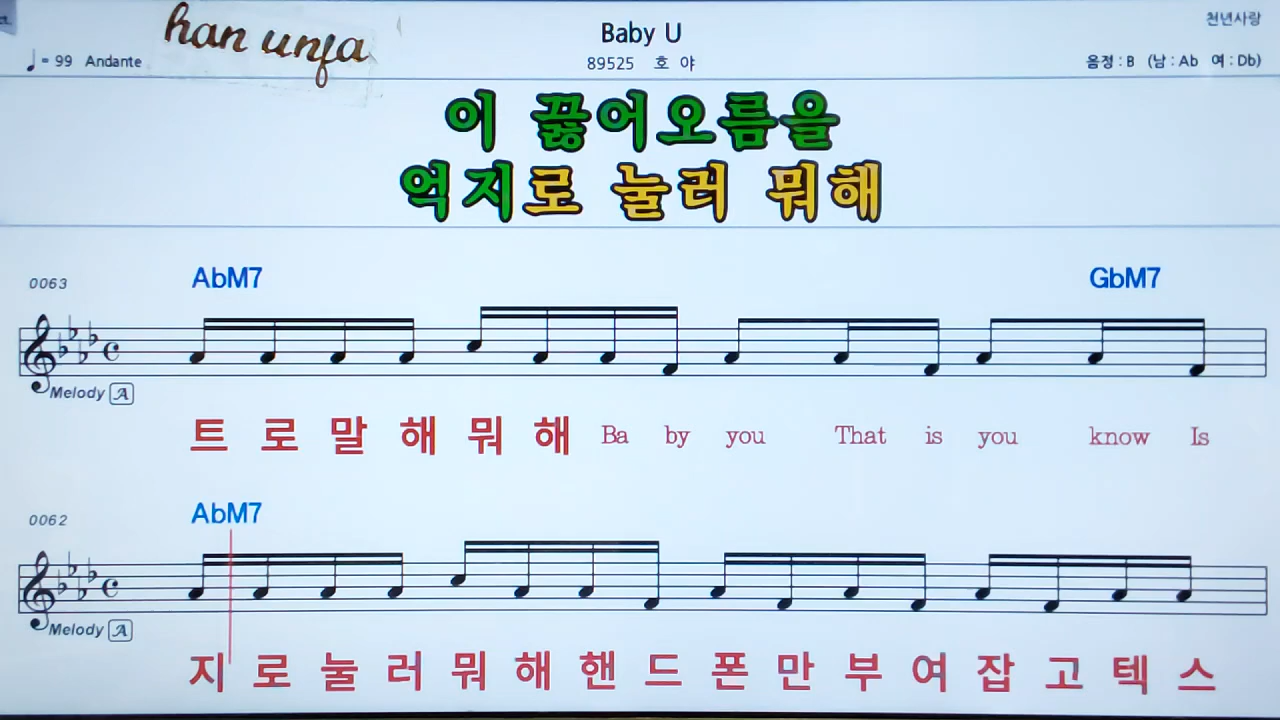 ct.
han unja
Baby U
천년사랑
♩= 99 Andante
89525 호 야
음정 : B (남 : Ab 여 : Db)
이 끓어오름을
억지로 눌러 뭐해
0063
AbM7
GbM7
Melody A
트 로 말 해 뭐 해 Ba by you That is you know Is
0062
AbM7
Melody A
지 로 눌 러 뭐 해 핸 드 폰 만 부 여 잡 고 텍 스